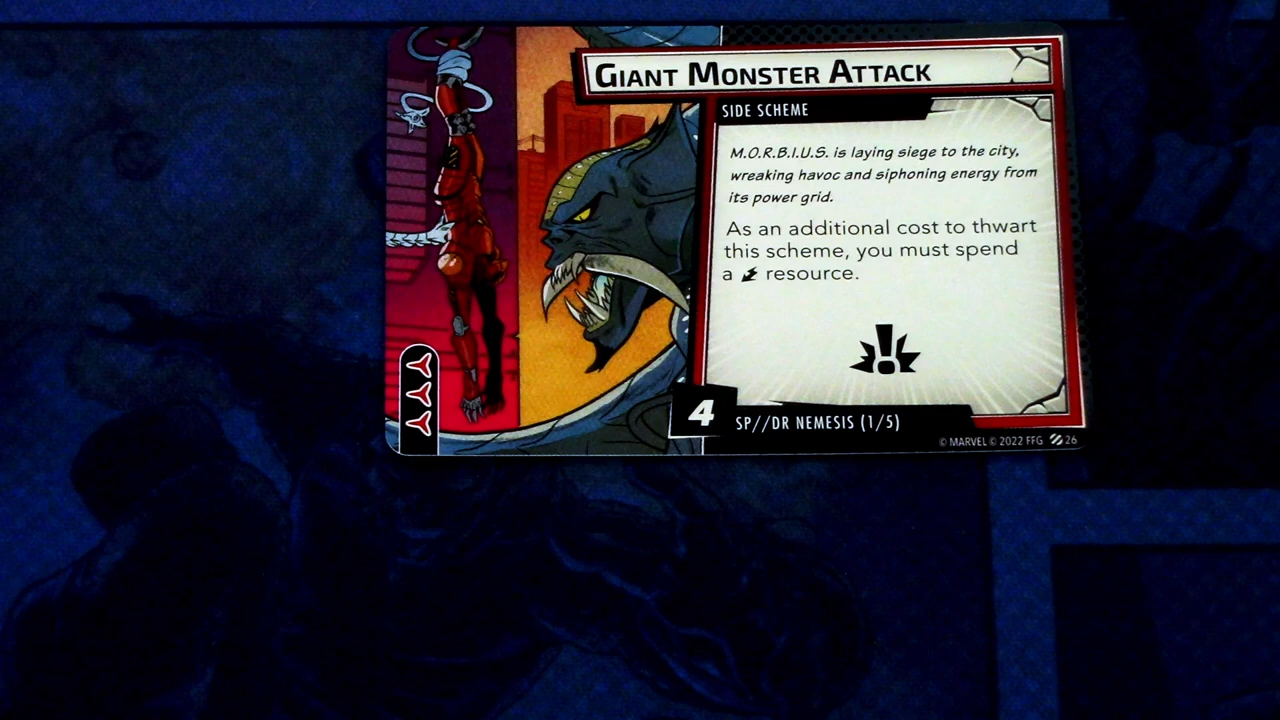 GIANT MONSTER ATTACK
SIDE SCHEME
M.O.R.B.I.U.S. is laying siege to the city,
wreaking havoc and siphoning energy from
its power grid.
As an additional cost to thwart
this scheme, you must spend
a resource.
4
SP//DR NEMESIS (1/5)
© MARVEL © 2022 FFG 26